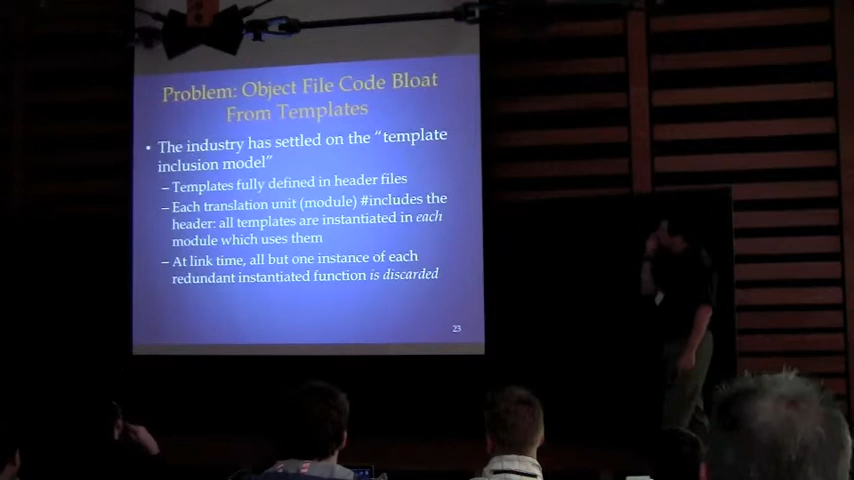 Problem: Object File Code Bloat
From Templates
• The industry has settled on the "template
inclusion model"
– Templates fully defined in header files
– Each translation unit (module) #includes the
header: all templates are instantiated in each
module which uses them
– At link time, all but one instance of each
redundant instantiated function is discarded
23